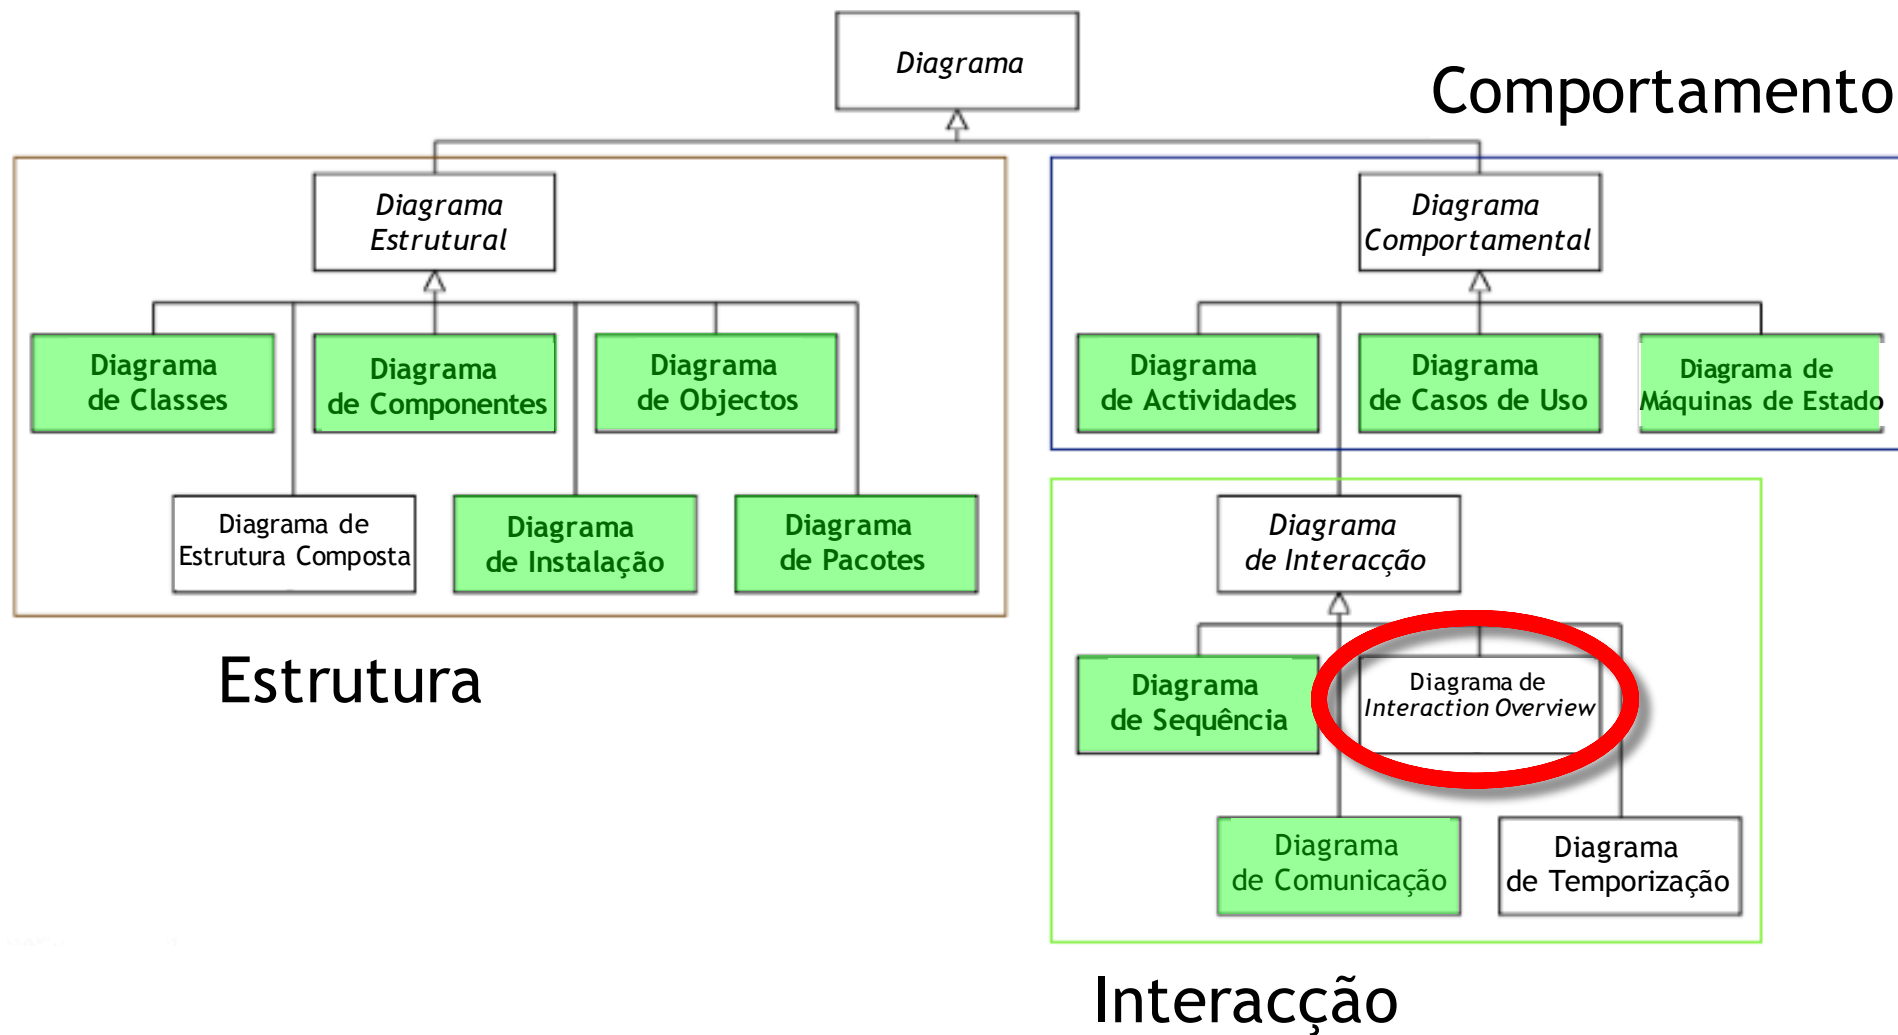 Diagrama
Comportamento
Diagrama
Estrutural
Diagrama
Comportamental
Diagrama
de Classes
Diagrama
de Componentes
Diagrama
de Objectos
Diagrama
de Actividades
Diagrama
de Casos de Uso
Diagrama de
Máquinas de Estado
Diagrama de
Estrutura Composta
Diagrama
de Instalação
Diagrama
de Pacotes
Diagrama
de Interacção
Estrutura
Diagrama
de Sequência
Diagrama de
Interaction Overview
Diagrama
de Comunicação
Diagrama
de Temporização
Interacção